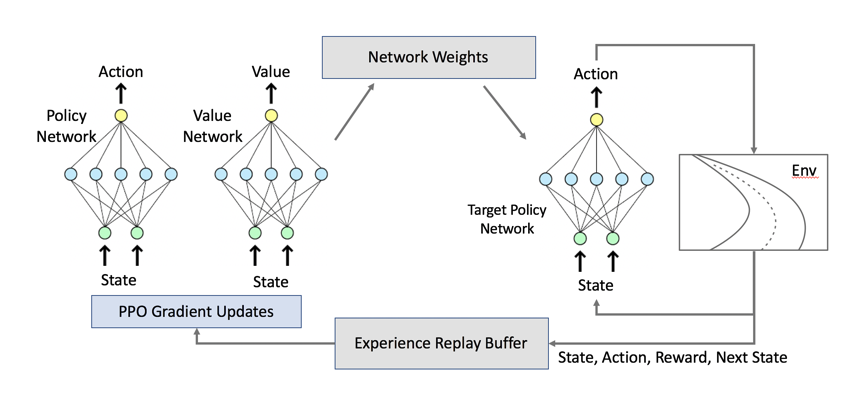 Network Weights
Action
Value
Action
Policy
Network
Value
Network
Env
Target Policy
Network
State
State
State
PPO Gradient Updates
Experience Replay Buffer
State, Action, Reward, Next State